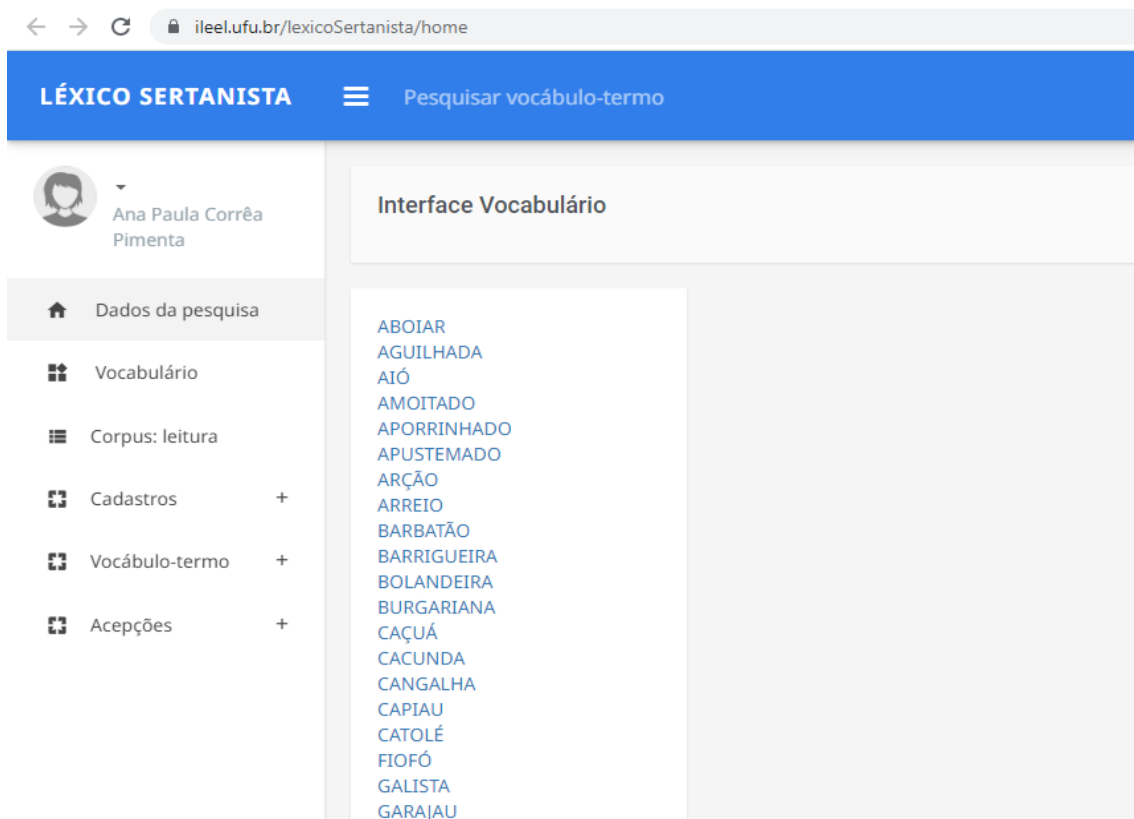 ileel.ufu.br/lexicoSertanista/home
LÉXICO SERTANISTA
Pesquisar vocábulo-termo
Ana Paula Corrêa
Pimenta
Interface Vocabulário
Dados da pesquisa
Vocabulário
Corpus: leitura
Cadastros +
Vocábulo-termo +
Acepções +
ABOIAR
AGUILHADA
AIÓ
AMOITADO
APORRINHADO
APUSTEMADO
ARÇÃO
ARREIO
BARBATÃO
BARRIGUEIRA
BOLANDEIRA
BURGARIANA
CAÇUÁ
CACUNDA
CANGALHA
CAPIAU
CATOLÉ
FIOFÓ
GALISTA
GARAJAU